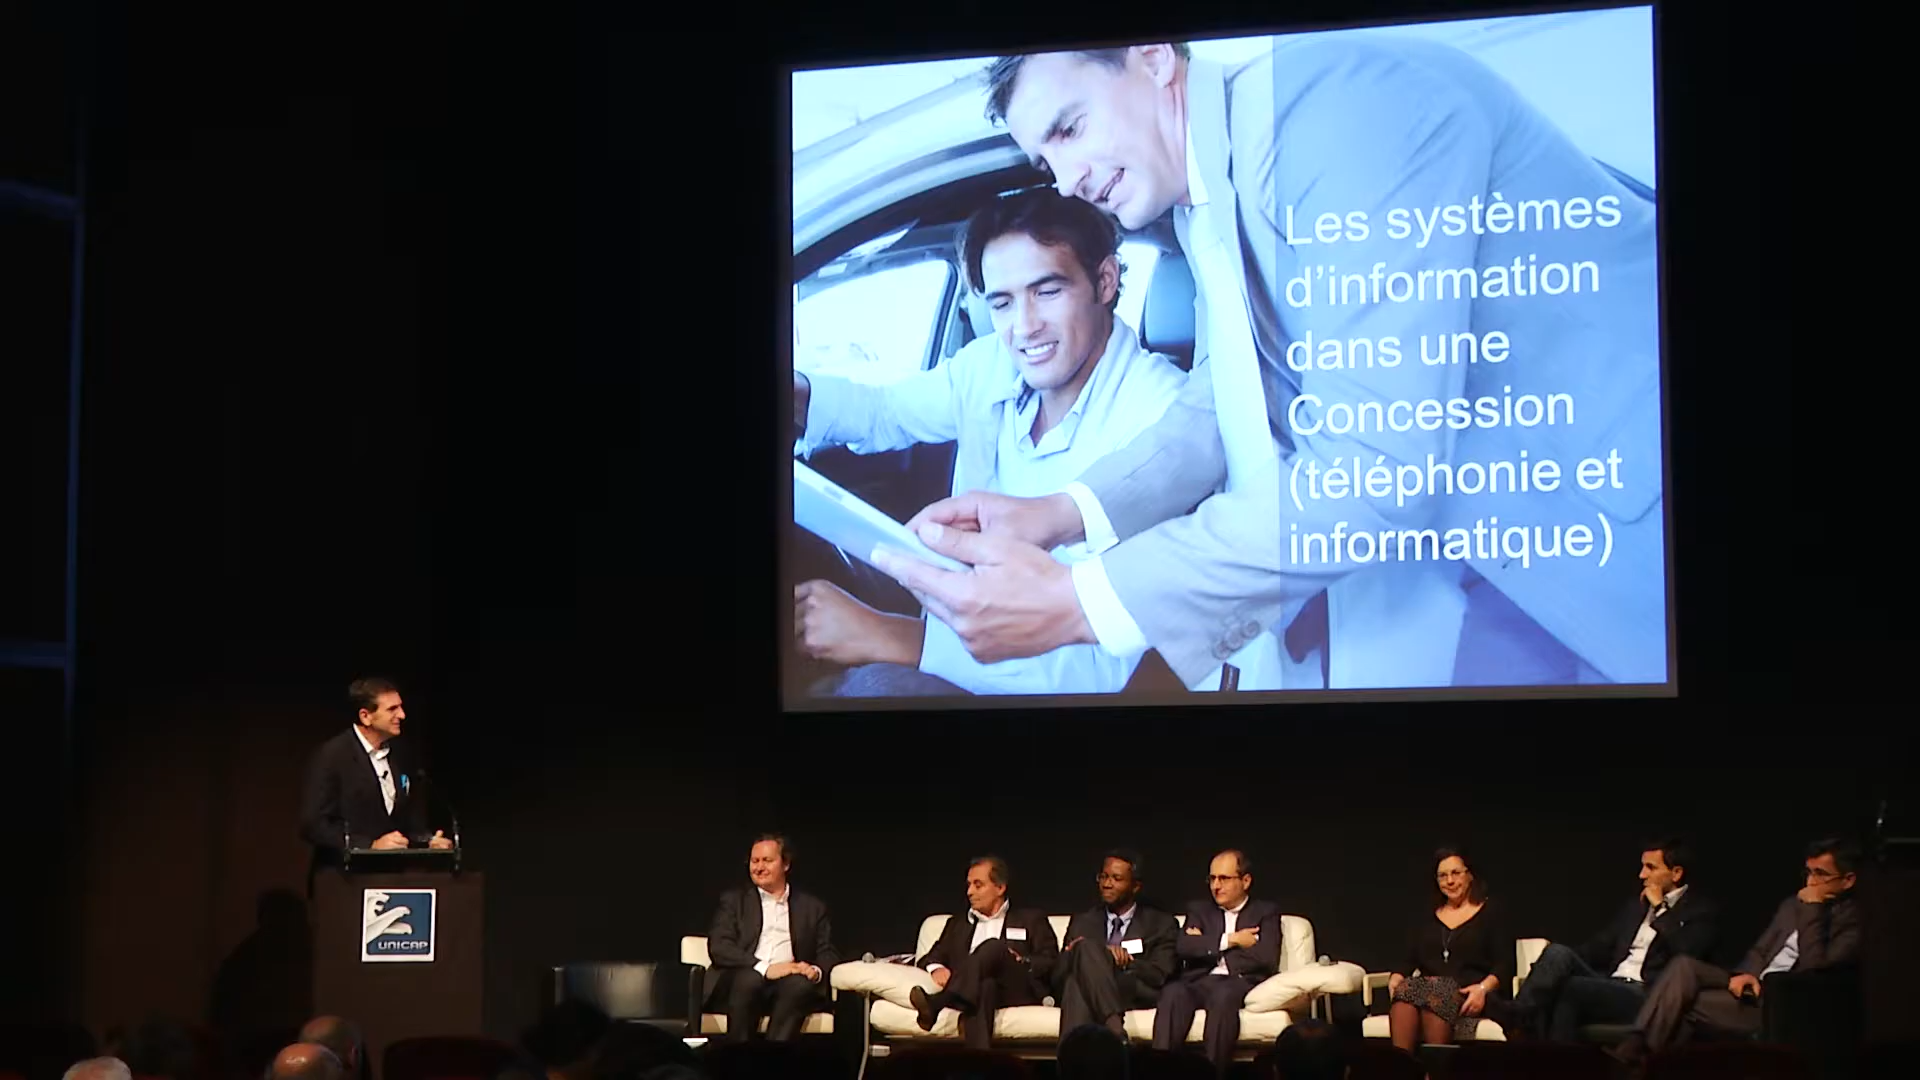 Les systèmes
d’information
dans une
Concession
(téléphonie et
informatique)
UNICAP